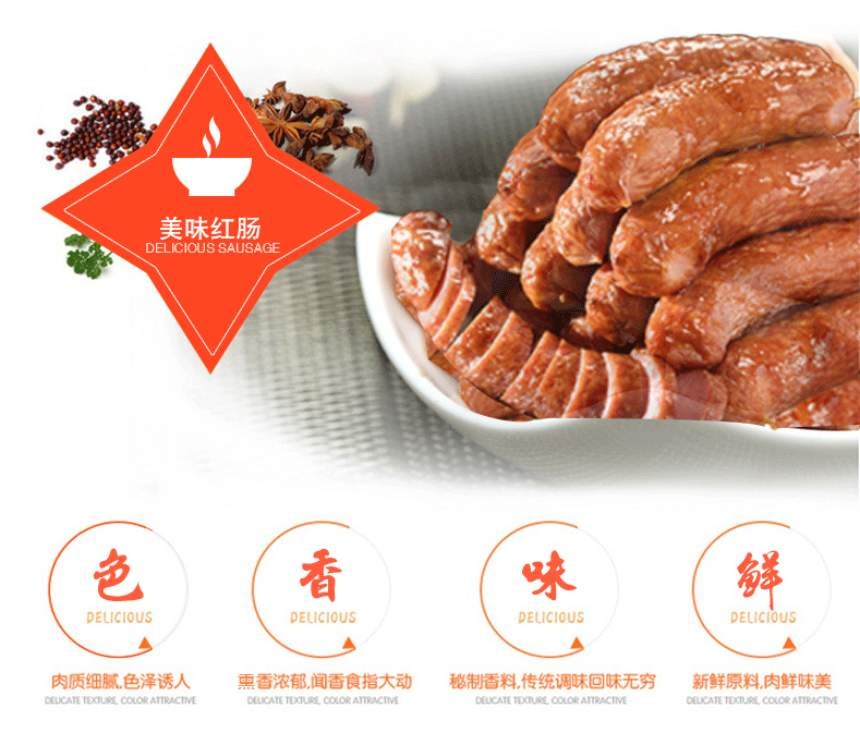 美味红肠
DELICIOUS SAUSAGE
色
DELICIOUS
肉质细腻,色泽诱人
DELICATE TEXTURE, COLOR ATTRACTIVE
香
DELICIOUS
熏香浓郁,闻香食指大动
DELICATE TEXTURE, COLOR ATTRACTIVE
味
DELICIOUS
秘制香料,传统调味回味无穷
DELICATE TEXTURE, COLOR ATTRACTIVE
鲜
DELICIOUS
新鲜原料,肉鲜味美
DELICATE TEXTURE, COLOR ATTRACTIVE